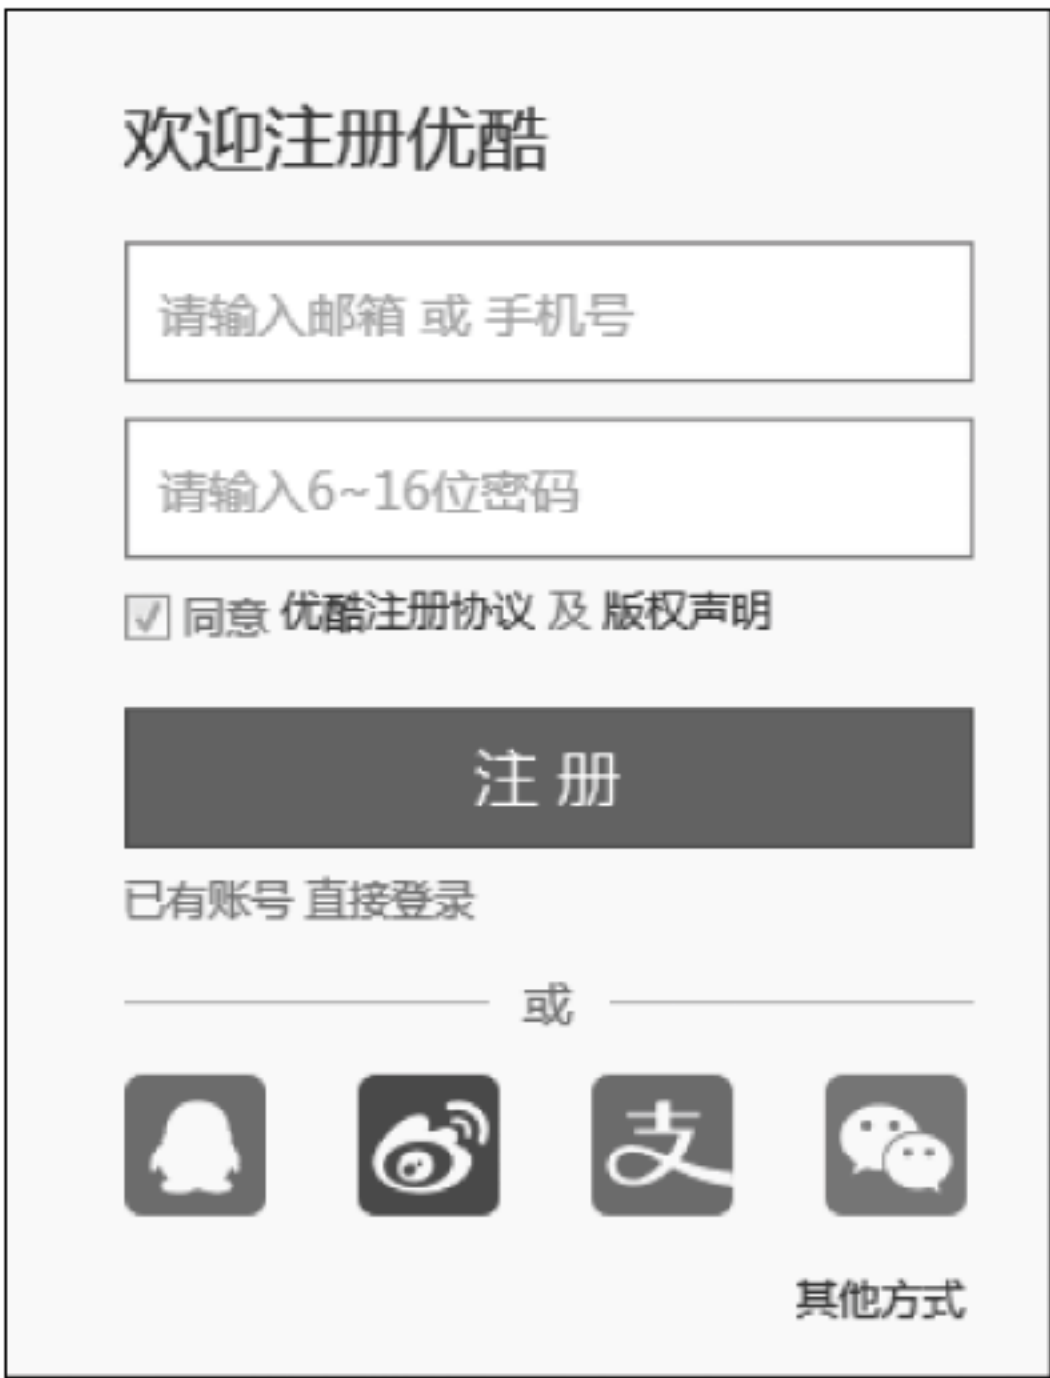 欢迎注册优酷
请输入邮箱 或 手机号
请输入6~16位密码
同意 优酷注册协议 及 版权声明
注 册
已有账号 直接登录
或
支
其他方式